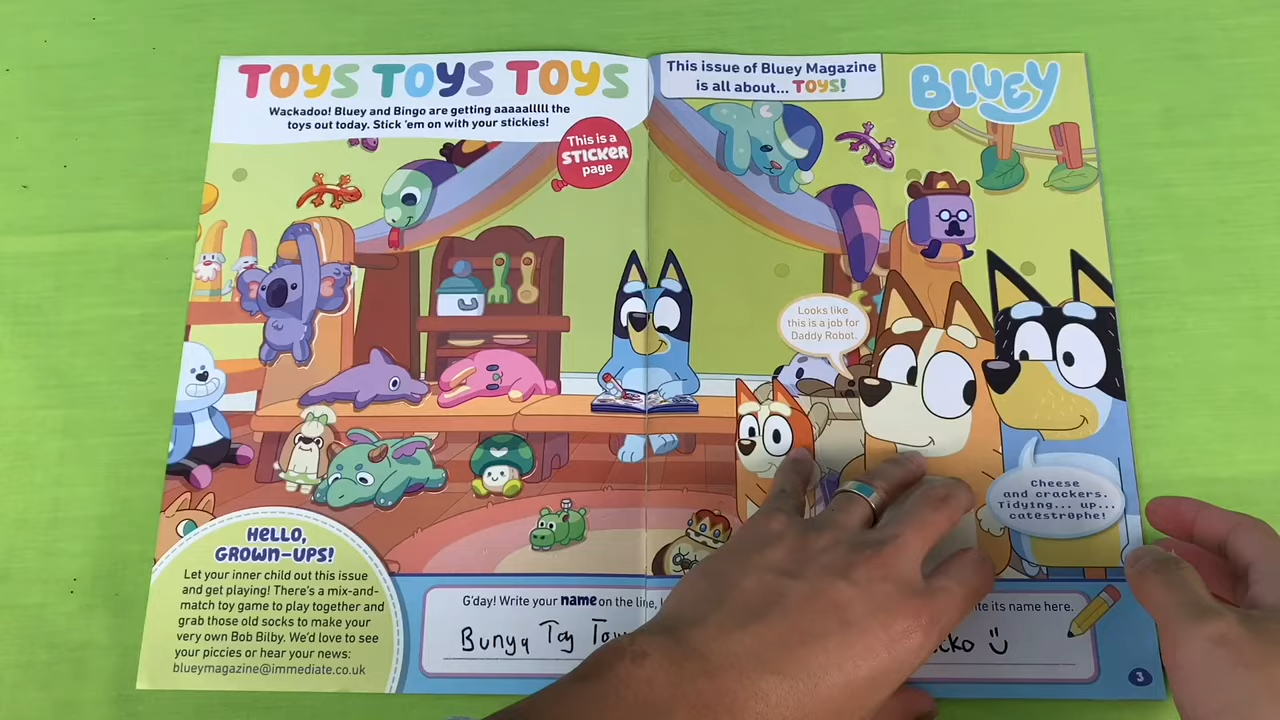 TOYS TOYS TOYS
Wackadoo! Bluey and Bingo are getting aaaaalllll the
toys out today. Stick 'em on with your stickies!
This is a
STICKER
page
This issue of Bluey Magazine
is all about... TOYS!
BLUEY
Looks like
this is a job for
Daddy Robot.
Cheese
and crackers.
Tidying... up...
catastrophe!
HELLO,
GROWN-UPS!
Let your inner child out this issue
and get playing! There's a mix-and-
match toy game to play together and
grab those old socks to make your
very own Bob Bilby. We'd love to see
your piccies or hear your news:
blueymagazine@immediate.co.uk
G'day! Write your name on the line,
Bunya Toy
its name here.
3